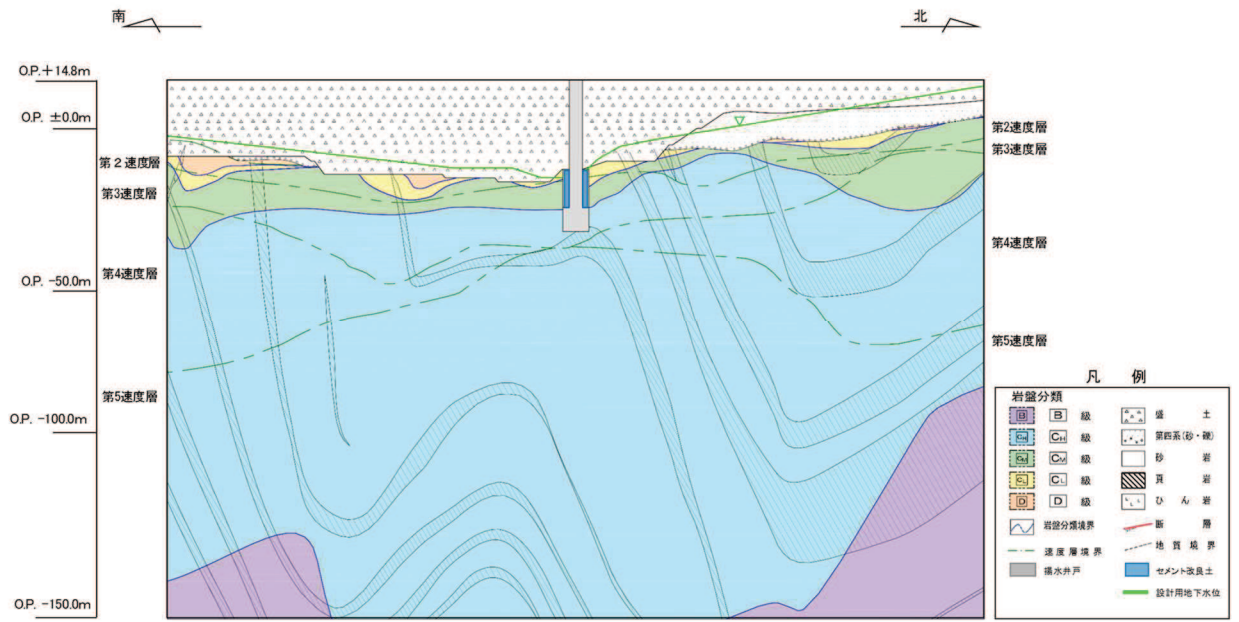 南
北
O.P.+14.8m
O.P. ±0.0m
O.P. -50.0m
O.P. -100.0m
O.P. -150.0m
第2速度層
第3速度層
第4速度層
第5速度層
第2速度層
第3速度層
第4速度層
第5速度層
凡 例
岩盤分類
B B 級
CH CH 級
CM CM 級
CL CL 級
D D 級
岩盤分類境界
速度層境界
揚水井戸
盛 土
第四系(砂・礫)
砂 岩
頁 岩
ひ ん 岩
断 層
地質境界
セメント改良土
設計用地下水位